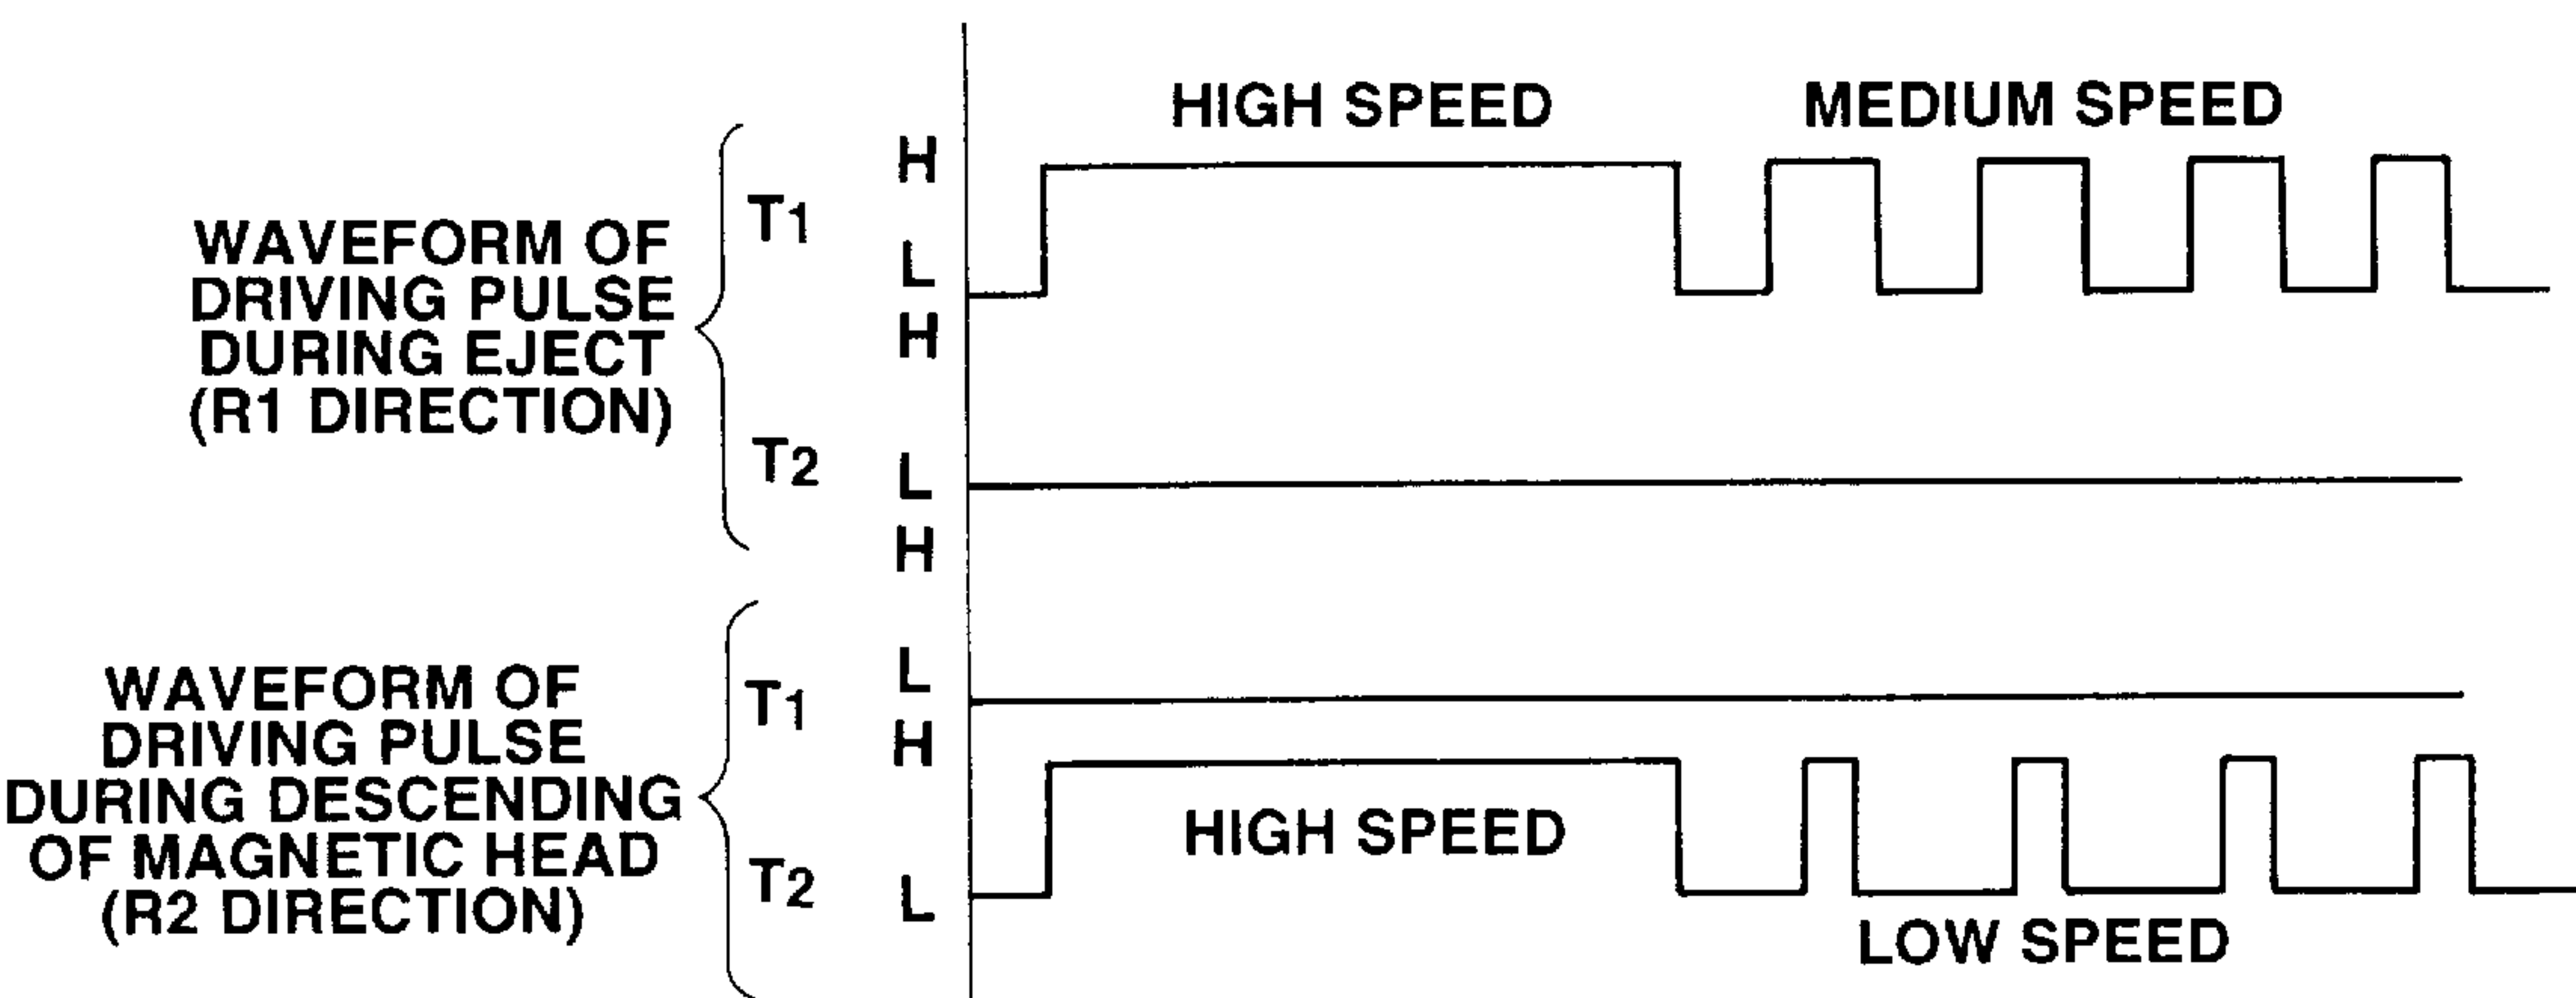 HIGH SPEED
MEDIUM SPEED
WAVEFORM OF
DRIVING PULSE
DURING EJECT
(R1 DIRECTION)
T1
H
L
T2
H
L
WAVEFORM OF
DRIVING PULSE
DURING DESCENDING
OF MAGNETIC HEAD
(R2 DIRECTION)
T1
H
L
T2
H
L
HIGH SPEED
LOW SPEED